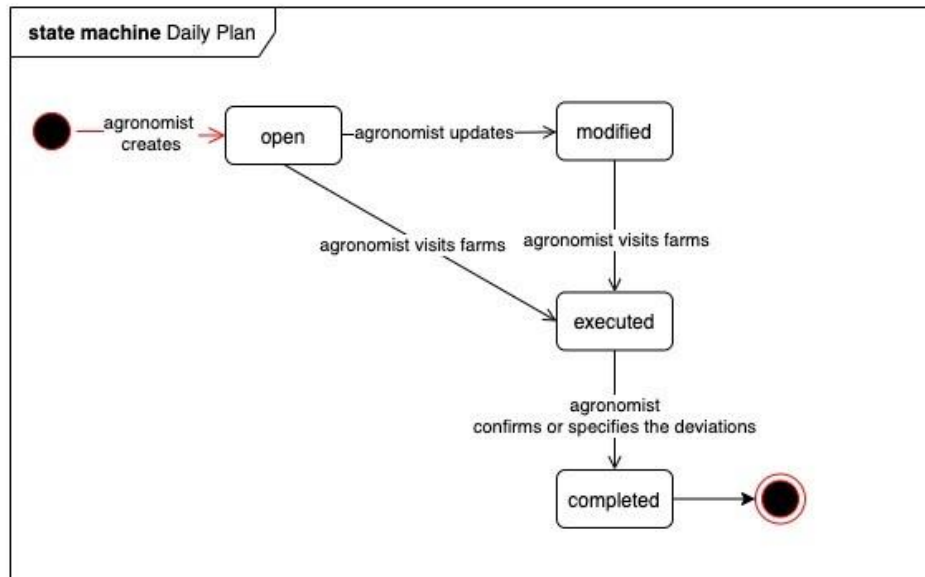 state machine Daily Plan
agronomist
creates
open
agronomist updates
modified
agronomist visits farms
agronomist visits farms
executed
agronomist
confirms or specifies the deviations
completed